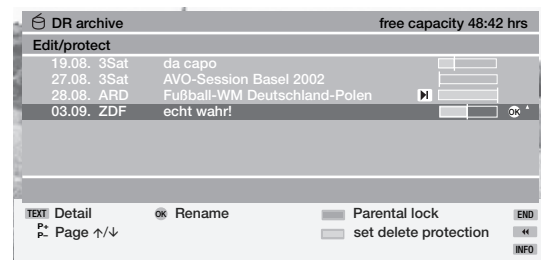 DR archive free capacity 48:42 hrs
Edit/protect
19.08. 3Sat da capo
27.08. 3Sat AVO-Session Basel 2002
28.08. ARD Fußball-WM Deutschland-Polen
03.09. ZDF echt wahr! OK
TEXT Detail OK Rename Parental lock END
P+ P- Page ↑/↓ set delete protection ◂◂
INFO